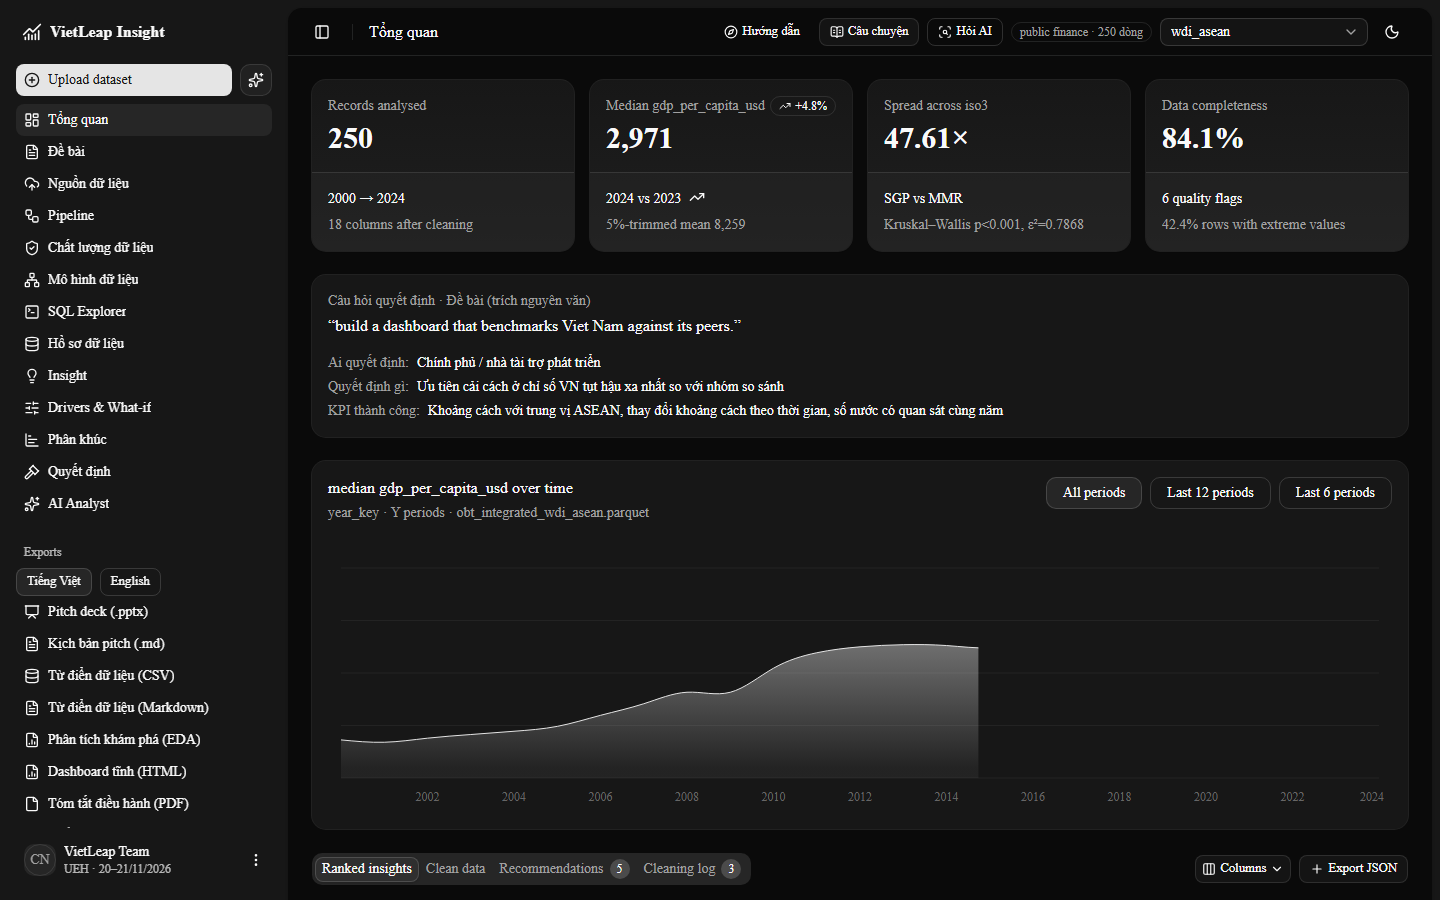 VietLeap Insight
Upload dataset
Tổng quan
Đề bài
Nguồn dữ liệu
Pipeline
Chất lượng dữ liệu
Mô hình dữ liệu
SQL Explorer
Hồ sơ dữ liệu
Insight
Drivers & What-if
Phân khúc
Quyết định
AI Analyst
Exports
Tiếng Việt English
Pitch deck (.pptx)
Kịch bản pitch (.md)
Từ điển dữ liệu (CSV)
Từ điển dữ liệu (Markdown)
Phân tích khám phá (EDA)
Dashboard tĩnh (HTML)
Tóm tắt điều hành (PDF)
CN
VietLeap Team
UEH · 20–21/11/2026
Tổng quan
Hướng dẫn
Câu chuyện
Hỏi AI
public finance · 250 dòng
wdi_asean
Records analysed
250
2000 → 2024
18 columns after cleaning
Median gdp_per_capita_usd +4.8%
2,971
2024 vs 2023
5%-trimmed mean 8,259
Spread across iso3
47.61×
SGP vs MMR
Kruskal–Wallis p<0.001, ε²=0.7868
Data completeness
84.1%
6 quality flags
42.4% rows with extreme values
Câu hỏi quyết định · Đề bài (trích nguyên văn)
“build a dashboard that benchmarks Viet Nam against its peers.”
Ai quyết định: Chính phủ / nhà tài trợ phát triển
Quyết định gì: Ưu tiên cải cách ở chỉ số VN tụt hậu xa nhất so với nhóm so sánh
KPI thành công: Khoảng cách với trung vị ASEAN, thay đổi khoảng cách theo thời gian, số nước có quan sát cùng năm
median gdp_per_capita_usd over time
year_key · Y periods · obt_integrated_wdi_asean.parquet
All periods Last 12 periods Last 6 periods
2002 2004 2006 2008 2010 2012 2014 2016 2018 2020 2022 2024
Ranked insights Clean data Recommendations 5 Cleaning log 3
Columns
Export JSON